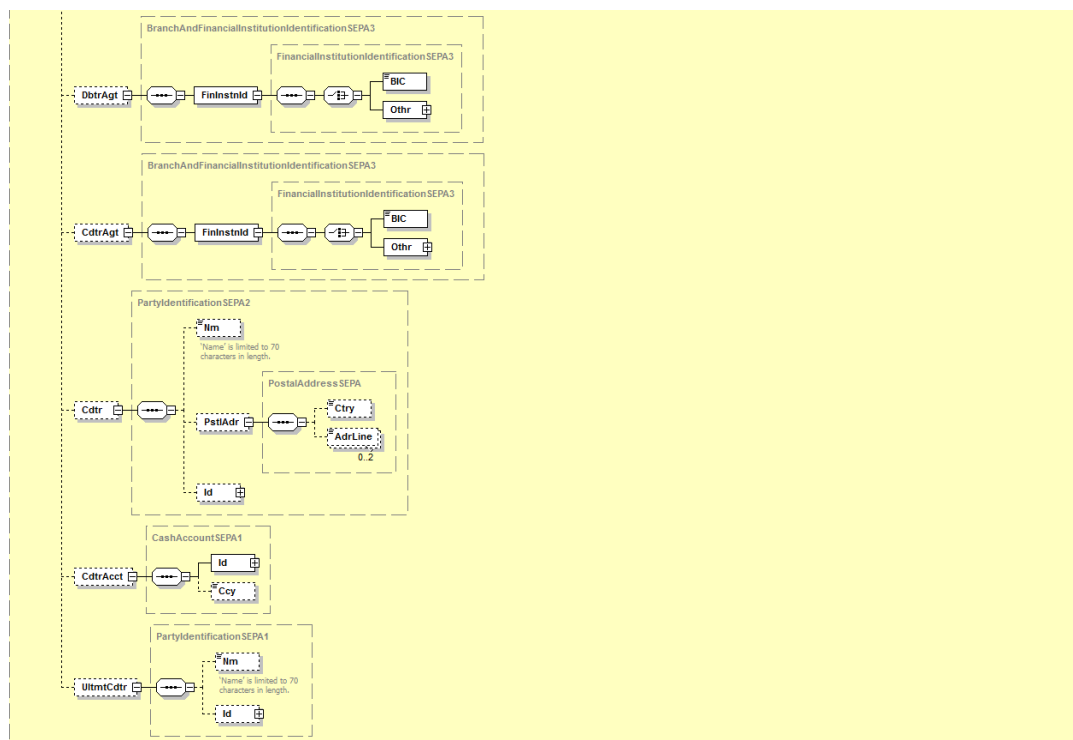 BranchAndFinancialInstitutionIdentificationSEPA3
FinancialInstitutionIdentificationSEPA3
BIC
DbtrAgt
FinInstnId
Othr
BranchAndFinancialInstitutionIdentificationSEPA3
FinancialInstitutionIdentificationSEPA3
BIC
CdtrAgt
FinInstnId
Othr
PartyIdentificationSEPA2
Nm
'Name' is limited to 70
characters in length.
PostalAddressSEPA
Cdtr
Ctry
PstlAdr
AdrLine
0..2
Id
CashAccountSEPA1
Id
CdtrAcct
Ccy
PartyIdentificationSEPA1
Nm
'Name' is limited to 70
characters in length.
UltmtCdtr
Id